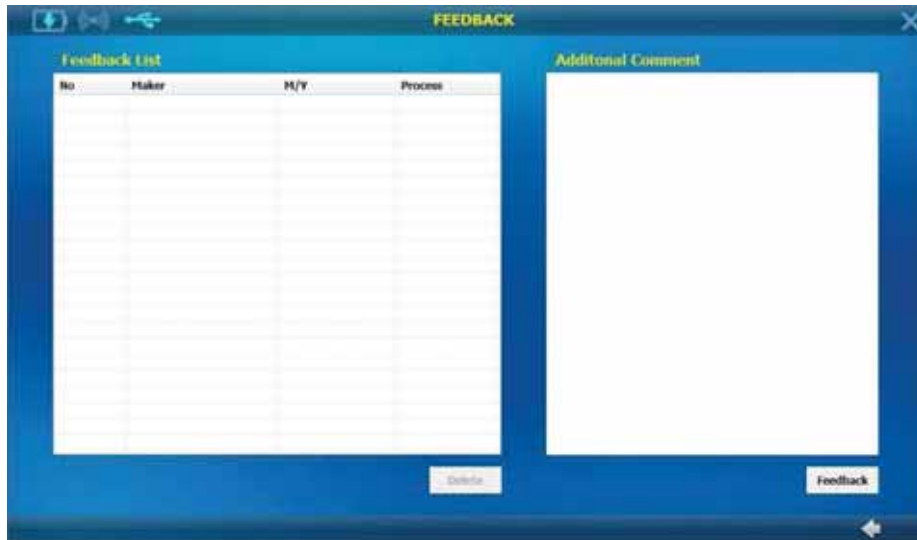 FEEDBACK
Feedback List
Additonal Comment
No Maker M/Y Process
Delete
Feedback